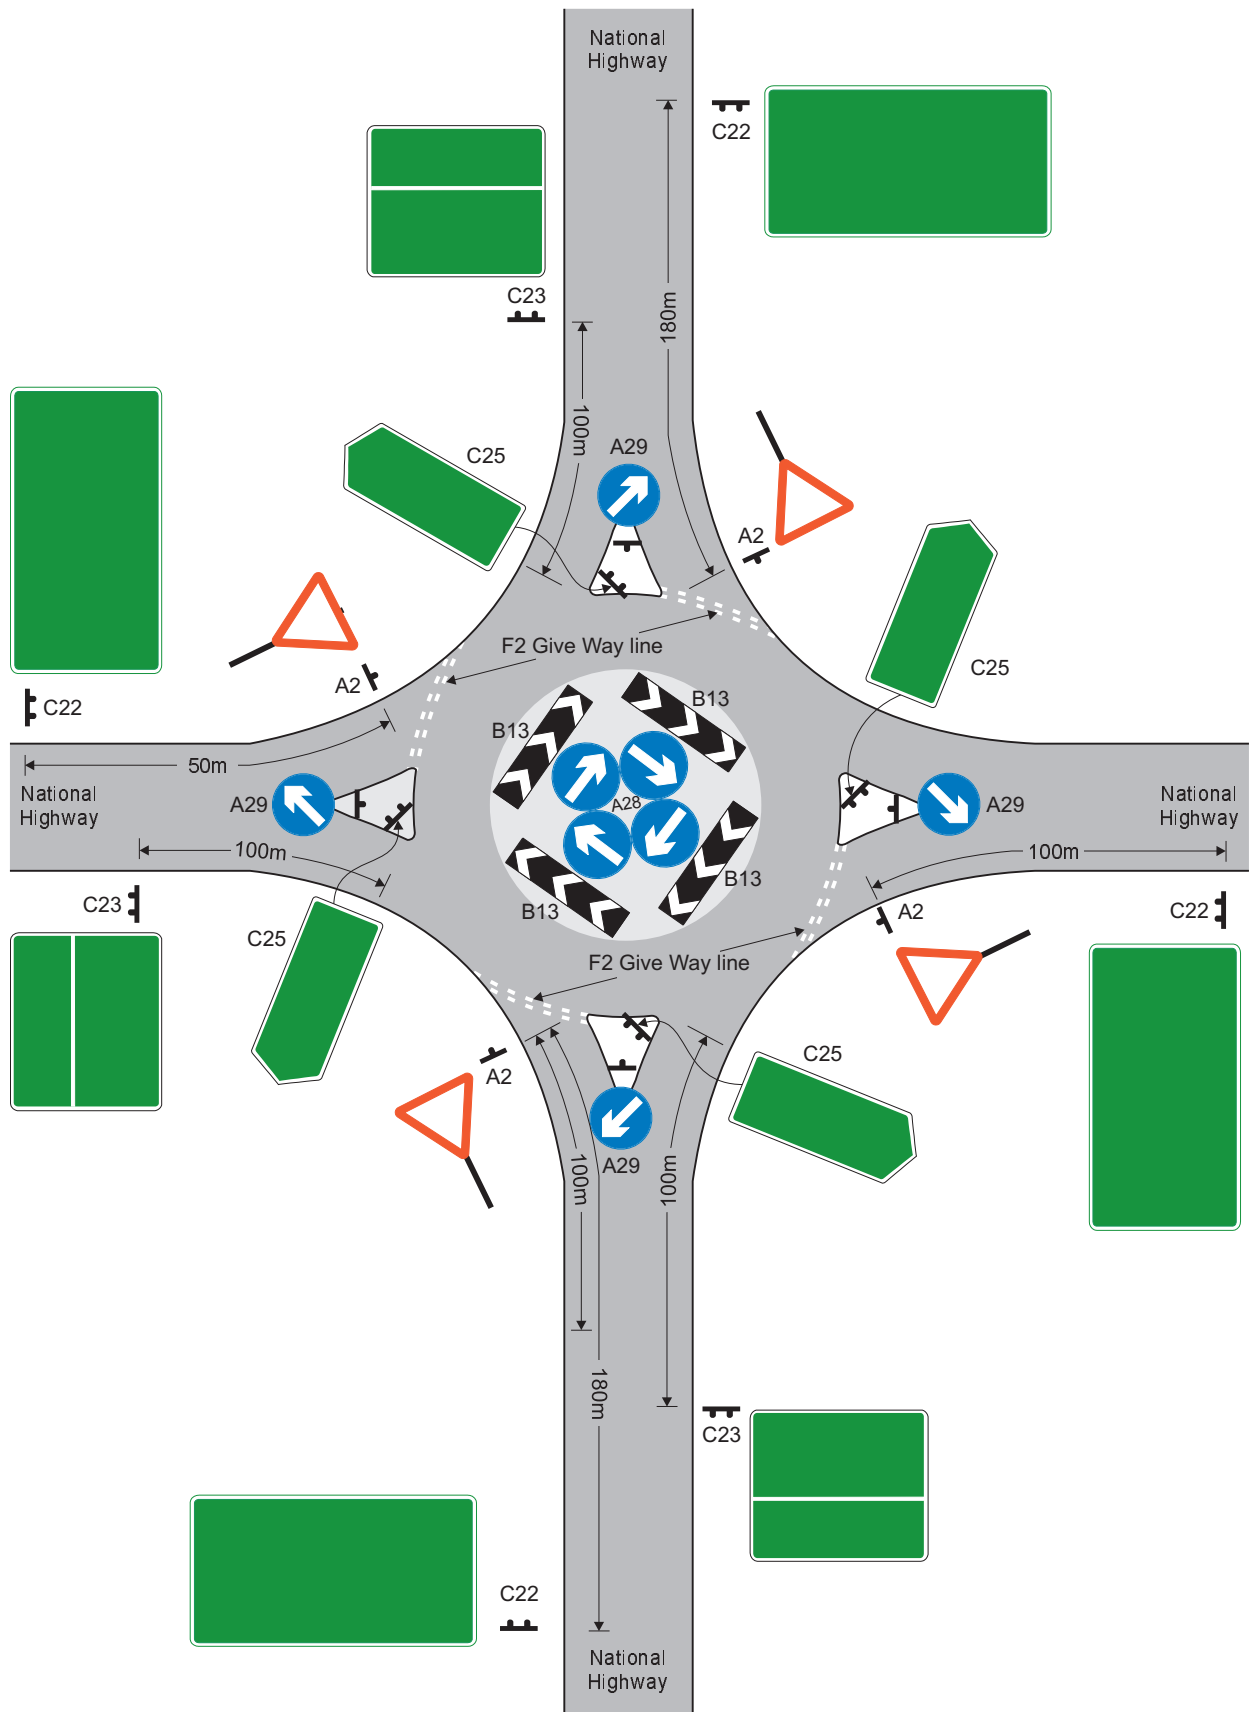 National
Highway
C22
C23
180m
100m
A29
C25
A2
C25
F2 Give Way line
A2
C22
B13
B13
50m
National
Highway
A29
A28
A29
National
Highway
100m
100m
C23
B13
B13
A2
C22
C25
F2 Give Way line
C25
A2
A29
100m
100m
180m
C23
C22
National
Highway